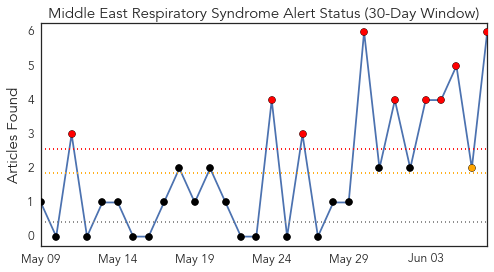 Middle East Respiratory Syndrome Alert Status (30-Day Window)
Articles Found
6
5
4
3
2
1
0
May 09 May 14 May 19 May 24 May 29 Jun 03